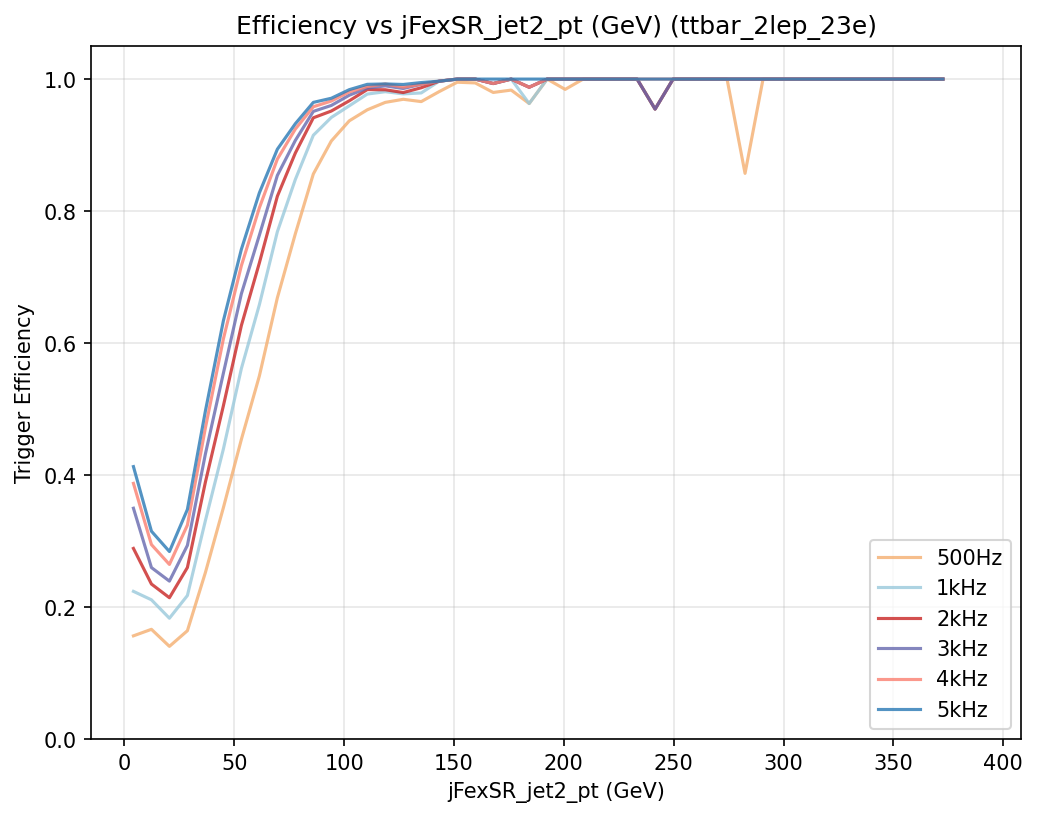 Efficiency vs jFexSR_jet2_pt (GeV) (ttbar_2lep_23e)
Trigger Efficiency
1.0
0.8
0.6
0.4
0.2
0.0
0 50 100 150 200 250 300 350 400
jFexSR_jet2_pt (GeV)
500Hz
1kHz
2kHz
3kHz
4kHz
5kHz